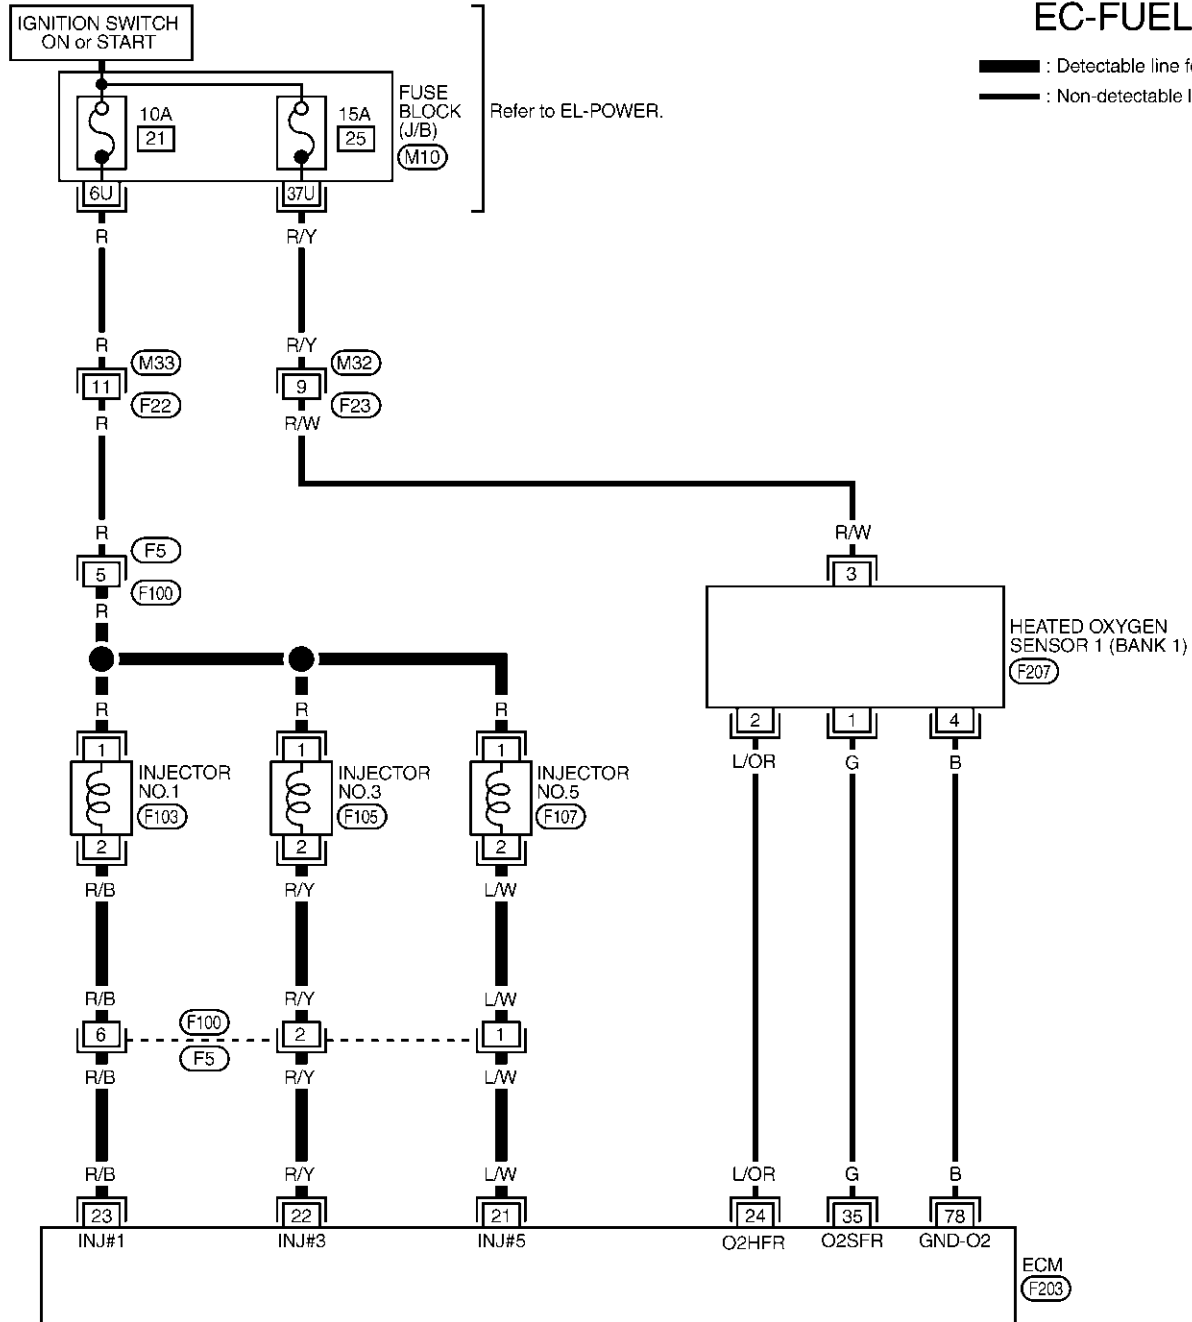 EC-FUEL
IGNITION SWITCH
ON or START
: Detectable line f
: Non-detectable l
10A
21
15A
25
FUSE
BLOCK
(J/B)
M10
Refer to EL-POWER.
6U
37U
R
R/Y
R
R/Y
M33
M32
11
9
F22
F23
R
R/W
R
R/W
F5
5
3
F100
R
HEATED OXYGEN
SENSOR 1 (BANK 1)
F207
R
R
R
2
1
4
1
1
1
L/OR
G
B
INJECTOR
NO.1
F103
INJECTOR
NO.3
F105
INJECTOR
NO.5
F107
2
2
2
R/B
R/Y
L/W
R/B
R/Y
L/W
F100
6
2
1
F5
R/B
R/Y
L/W
R/B
R/Y
L/W
L/OR
G
B
23
22
21
24
35
78
INJ#1
INJ#3
INJ#5
O2HFR
O2SFR
GND-O2
ECM
F203